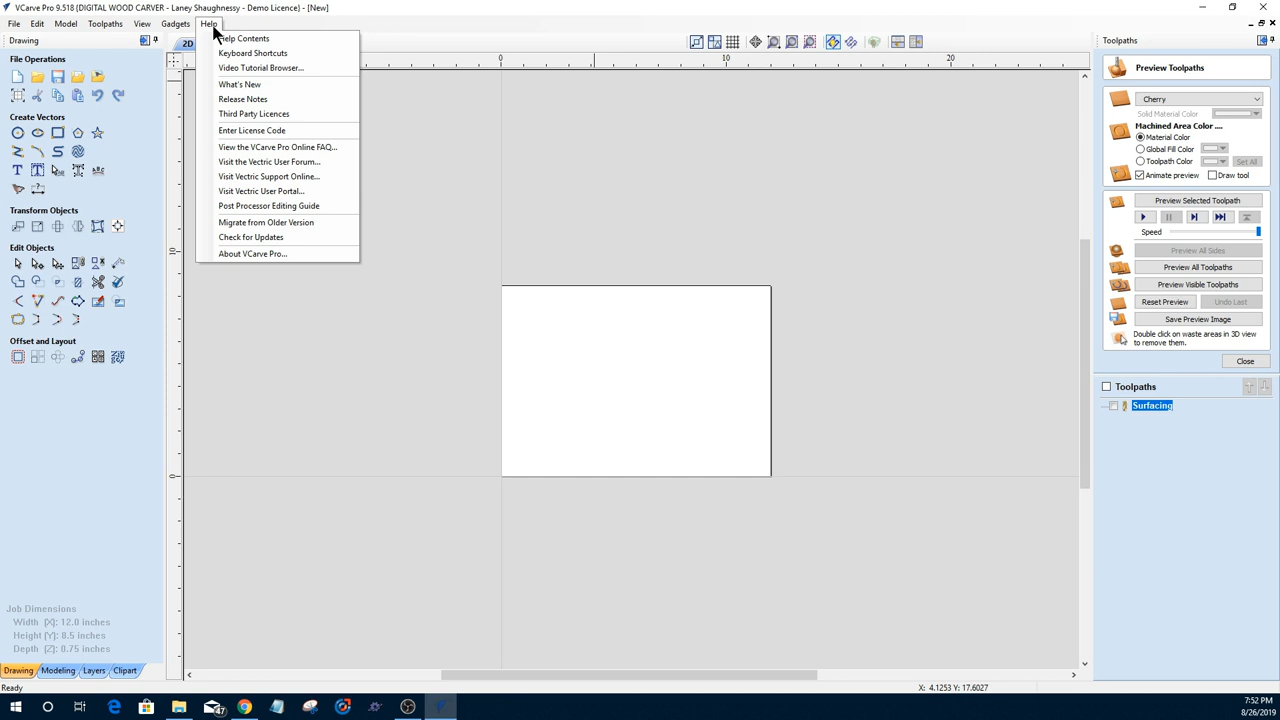 VCarve Pro 9.518 {DIGITAL WOOD CARVER - Laney Shaughnessy - Demo Licence} - [New]
File Edit Model Toolpaths View Gadgets Help
Drawing
File Operations
Create Vectors
Transform Objects
Edit Objects
Offset and Layout
Job Dimensions
Width (X): 12.0 inches
Height (Y): 8.5 inches
Depth (Z): 0.75 inches
Drawing Modeling Layers Clipart
Ready
2D
Help Contents
Keyboard Shortcuts
Video Tutorial Browser...
What's New
Release Notes
Third Party Licences
Enter License Code
View the VCarve Pro Online FAQ...
Visit the Vectric User Forum...
Visit Vectric Support Online...
Visit Vectric User Portal...
Post Processor Editing Guide
Migrate from Older Version
Check for Updates
About VCarve Pro...
0 10 20
10
0
Toolpaths
Preview Toolpaths
Cherry
Solid Material Color
Machined Area Color ....
Material Color
Global Fill Color
Toolpath Color Set All
Animate preview Draw tool
Preview Selected Toolpath
Speed
Preview All Sides
Preview All Toolpaths
Preview Visible Toolpaths
Reset Preview Undo Last
Save Preview Image
Double click on waste areas in 3D view
to remove them.
Close
Toolpaths
Surfacing
X: 4.1253 Y: 17.6027
47
7:52 PM
8/26/2019